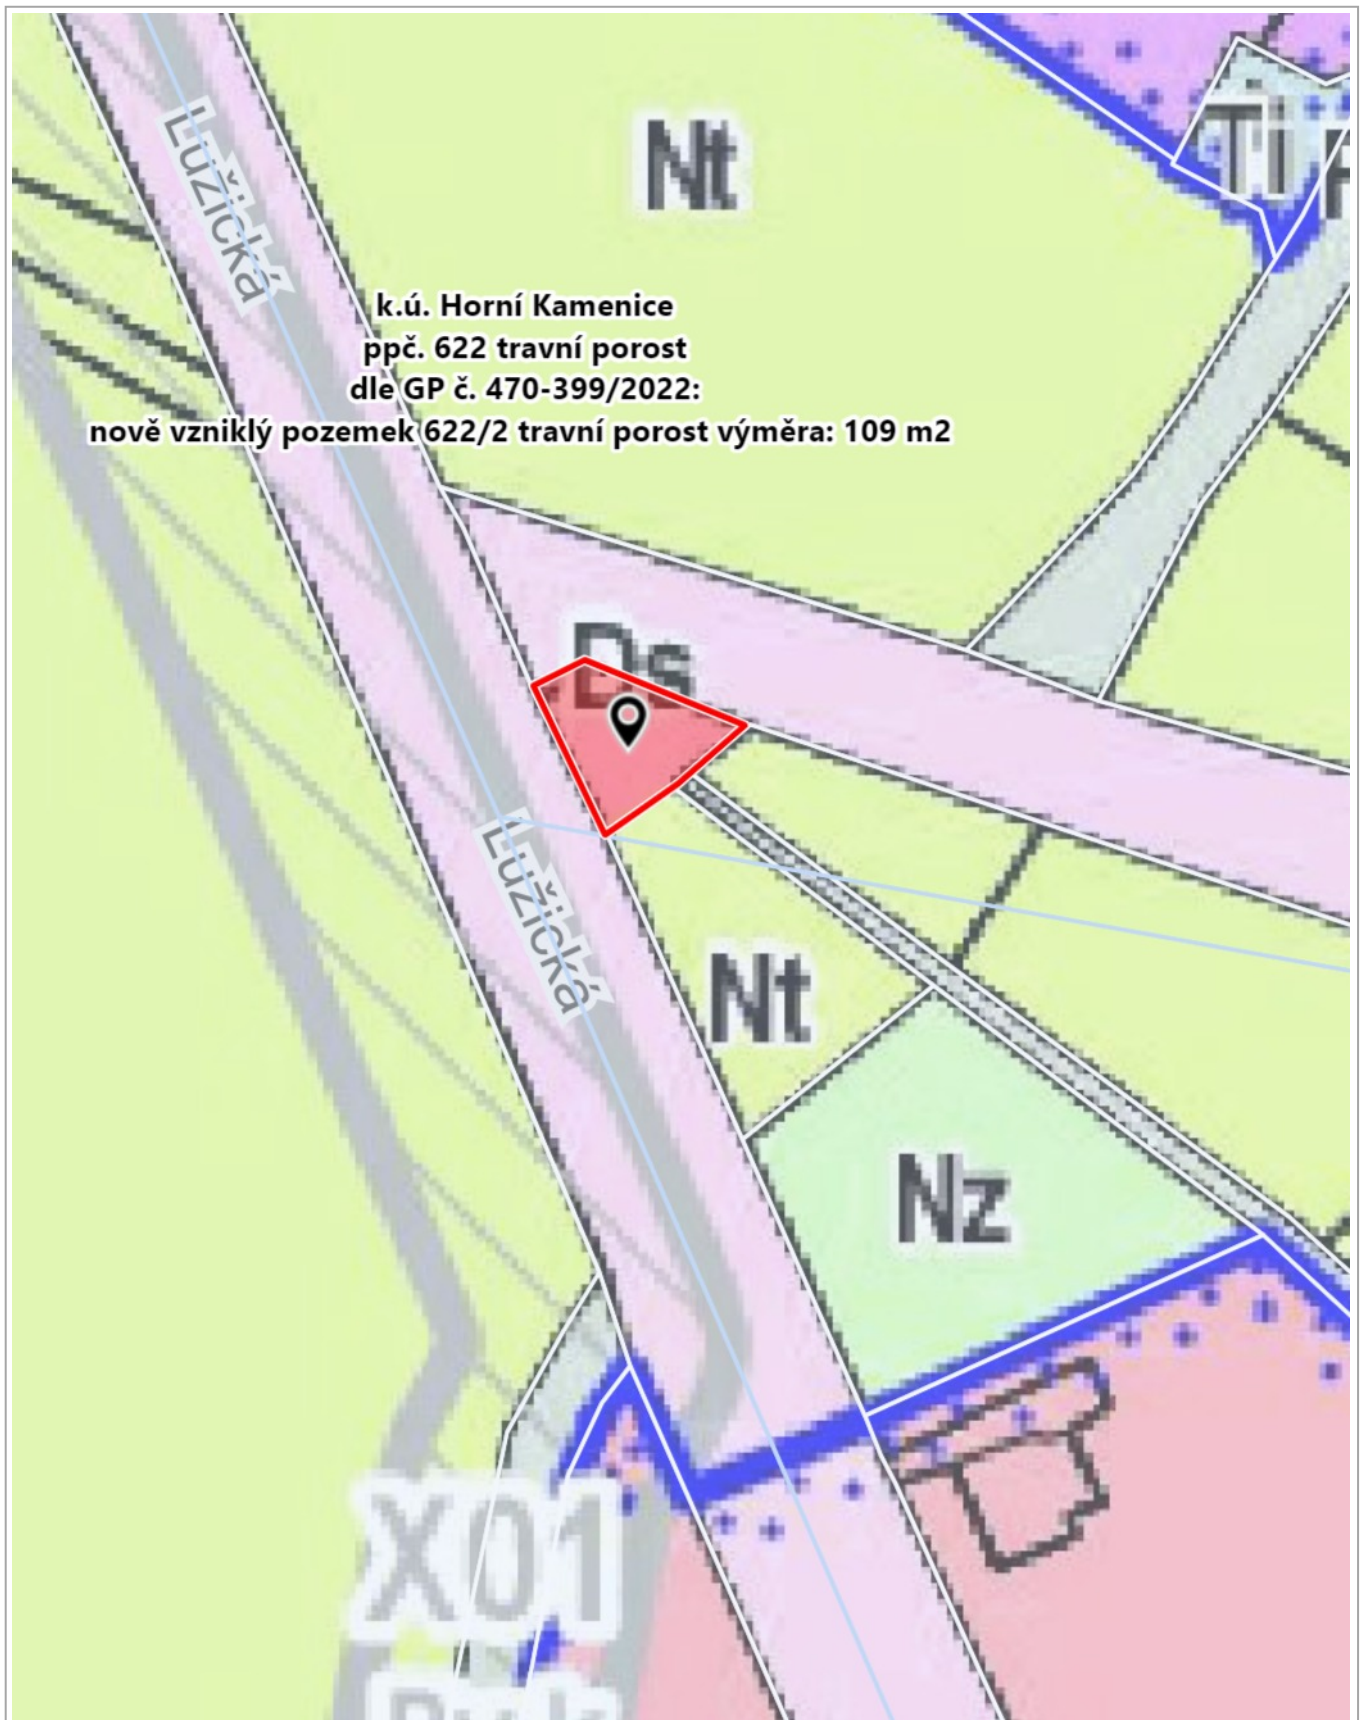 Nt
TI
Lužická
k.ú. Horní Kamenice
ppč. 622 travní porost
dle GP č. 470-399/2022:
nově vzniklý pozemek 622/2 travní porost výměra: 109 m2
Ds
Lužická
Nt
Nz
X01